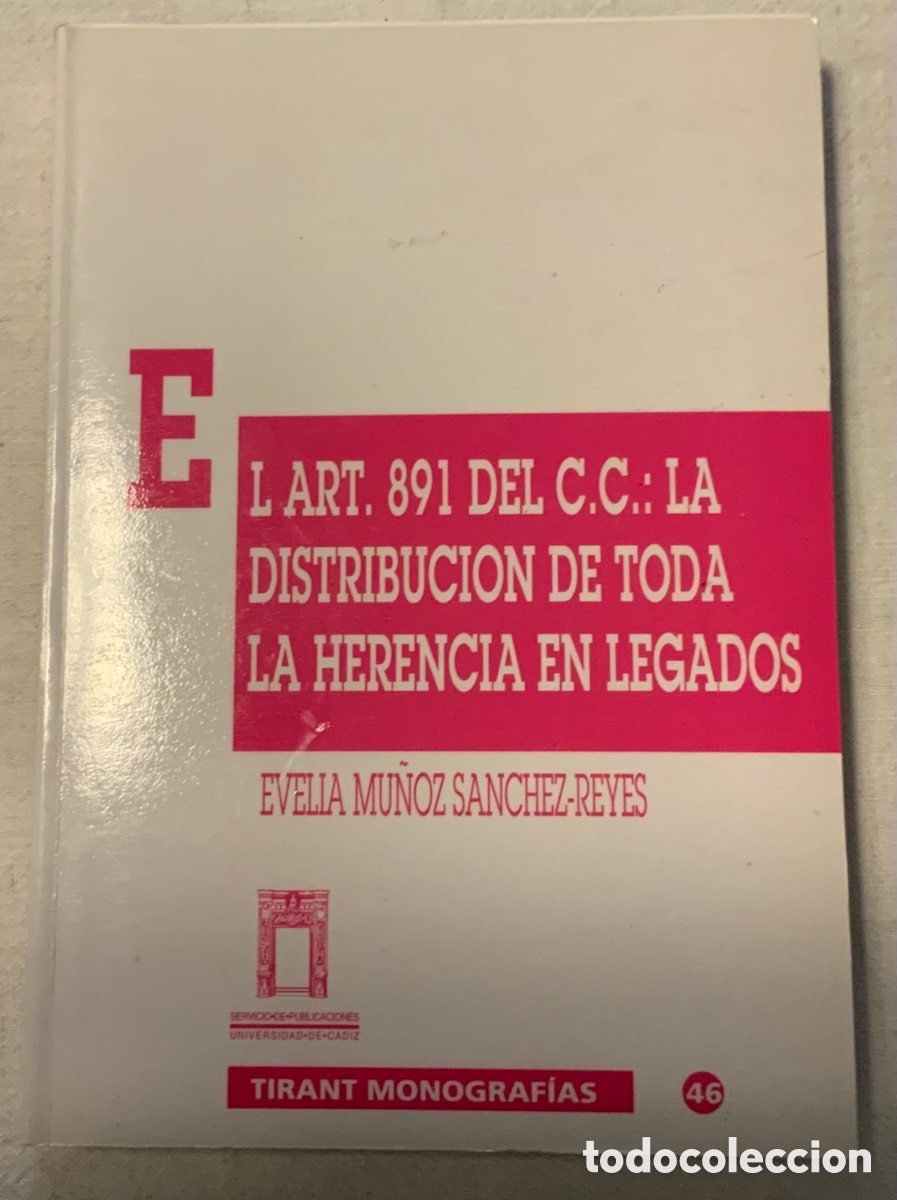 EL ART. 891 DEL C.C.: LA
DISTRIBUCION DE TODA
LA HERENCIA EN LEGADOS
EVELIA MUÑOZ SANCHEZ-REYES
SERVICIO•DE•PUBLICACIONES
UNIVERSIDAD•DE•CADIZ
TIRANT MONOGRAFÍAS 46
todocoleccion